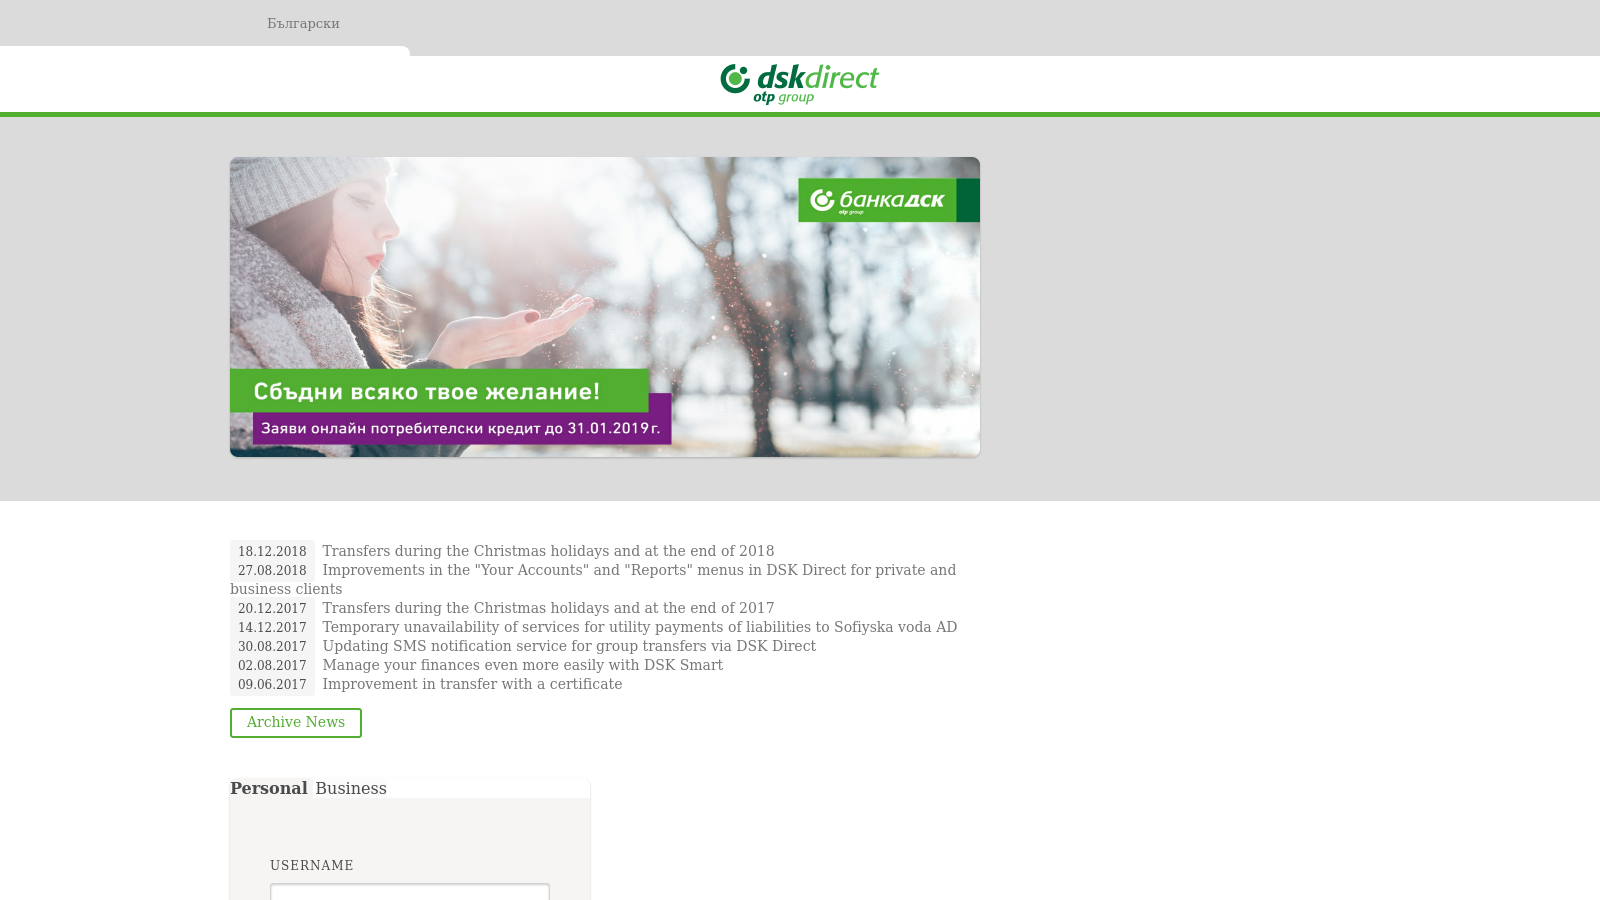 Български
dskdirect
otp group
банкадск
otp group
Сбъдни всяко твое желание!
Заяви онлайн потребителски кредит до 31.01.2019 г.
18.12.2018 Transfers during the Christmas holidays and at the end of 2018
27.08.2018 Improvements in the "Your Accounts" and "Reports" menus in DSK Direct for private and
business clients
20.12.2017 Transfers during the Christmas holidays and at the end of 2017
14.12.2017 Temporary unavailability of services for utility payments of liabilities to Sofiyska voda AD
30.08.2017 Updating SMS notification service for group transfers via DSK Direct
02.08.2017 Manage your finances even more easily with DSK Smart
09.06.2017 Improvement in transfer with a certificate
Archive News
Personal Business
USERNAME